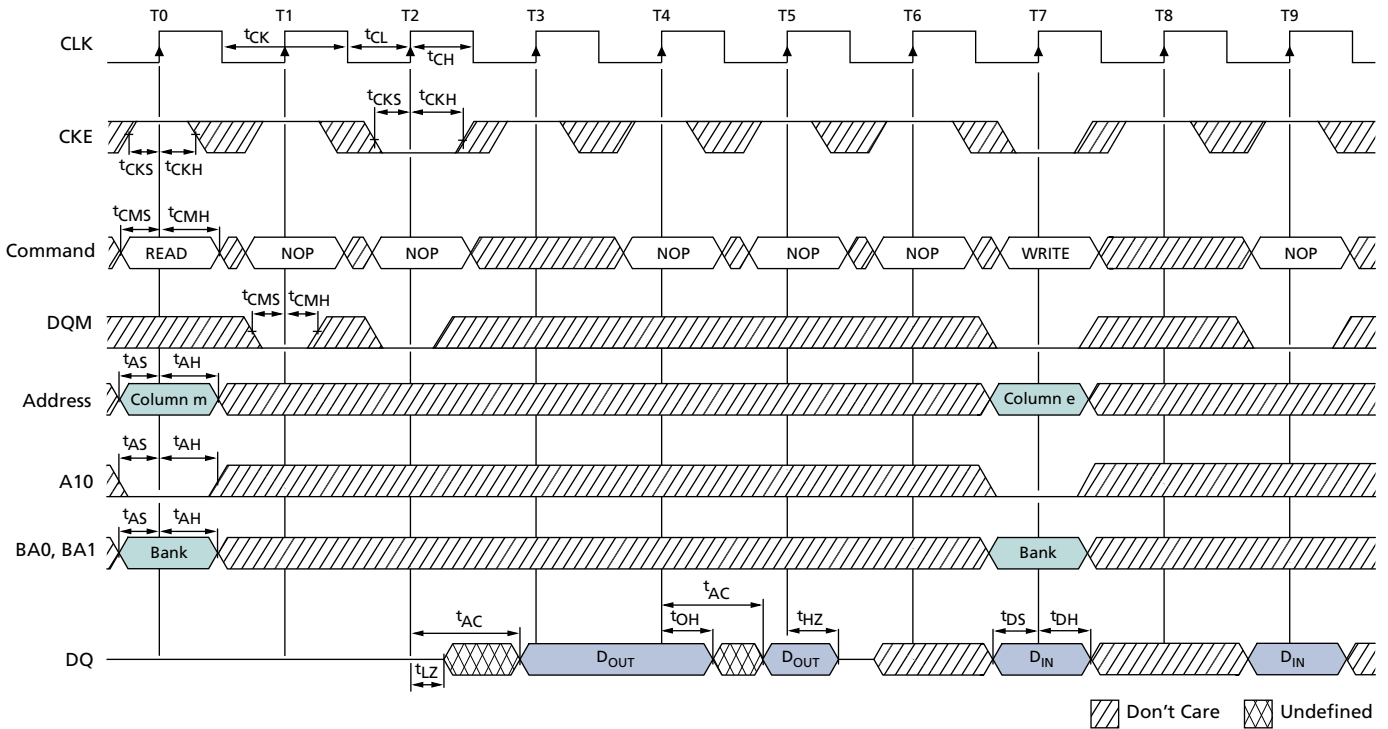 T0 T1 T2 T3 T4 T5 T6 T7 T8 T9
CLK
tCK tCL
tCH
tCKS tCKH
CKE
tCKS tCKH
tCMS tCMH
Command READ NOP NOP NOP NOP NOP WRITE NOP
tCMS tCMH
DQM
tAS tAH
Address Column m Column e
tAS tAH
A10
tAS tAH
BA0, BA1 Bank Bank
tAC
tAC tOH tHZ tDS tDH
DQ DOUT DOUT DIN DIN
tLZ
Don't Care Undefined